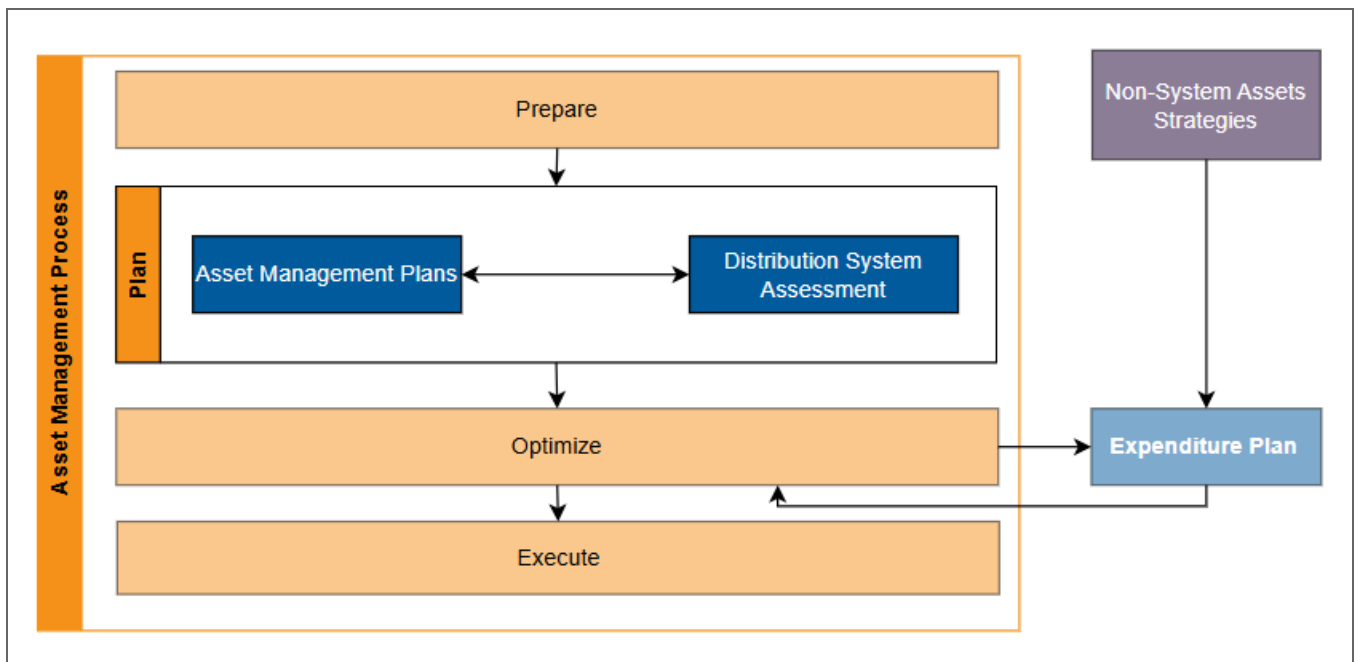 Asset Management Process
Prepare
Non-System Assets
Strategies
Plan
Asset Management Plans
Distribution System
Assessment
Optimize
Expenditure Plan
Execute